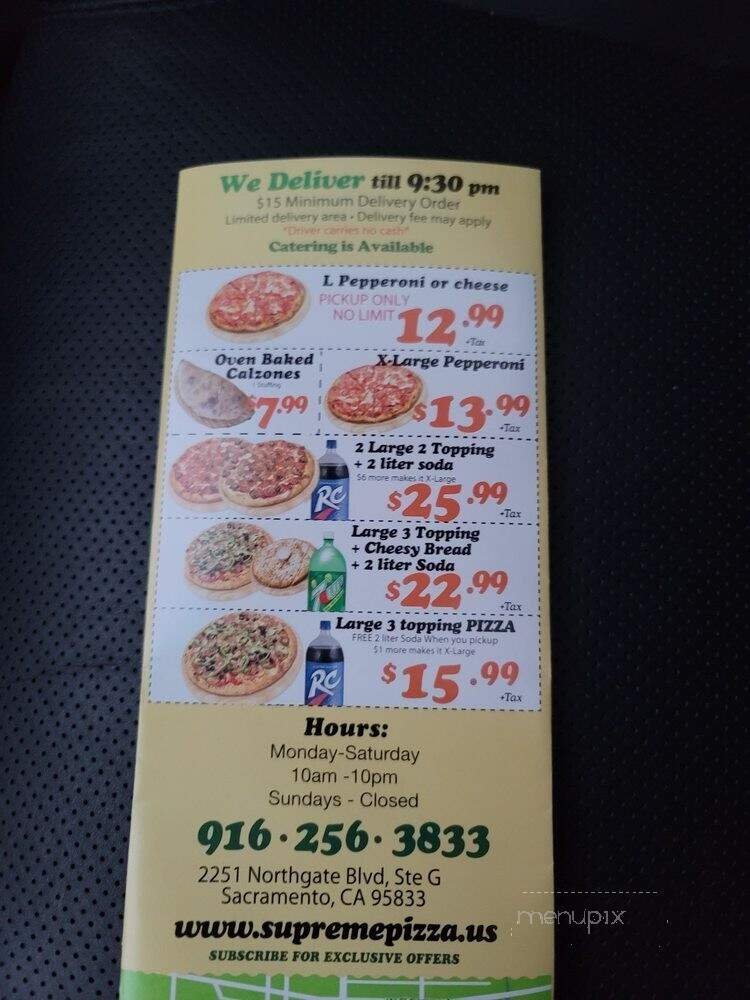 We Deliver till 9:30 pm
$15 Minimum Delivery Order
Limited delivery area • Delivery fee may apply
*Driver carries no cash*
Catering is Available
L Pepperoni or cheese
PICKUP ONLY
NO LIMIT
12.99
+Tax
Oven Baked
Calzones
1 Stuffing
$7.99
X-Large Pepperoni
$13.99
+Tax
2 Large 2 Topping
+ 2 liter soda
$6 more makes it X-Large
RC
$25.99
+Tax
Large 3 Topping
+ Cheesy Bread
+ 2 liter Soda
7UP
$22.99
+Tax
Large 3 topping PIZZA
FREE 2 liter Soda When you pickup
$1 more makes it X-Large
RC
$15.99
+Tax
Hours:
Monday-Saturday
10am -10pm
Sundays - Closed
916 • 256 • 3833
2251 Northgate Blvd, Ste G
Sacramento, CA 95833
menupix
www.supremepizza.us
SUBSCRIBE FOR EXCLUSIVE OFFERS